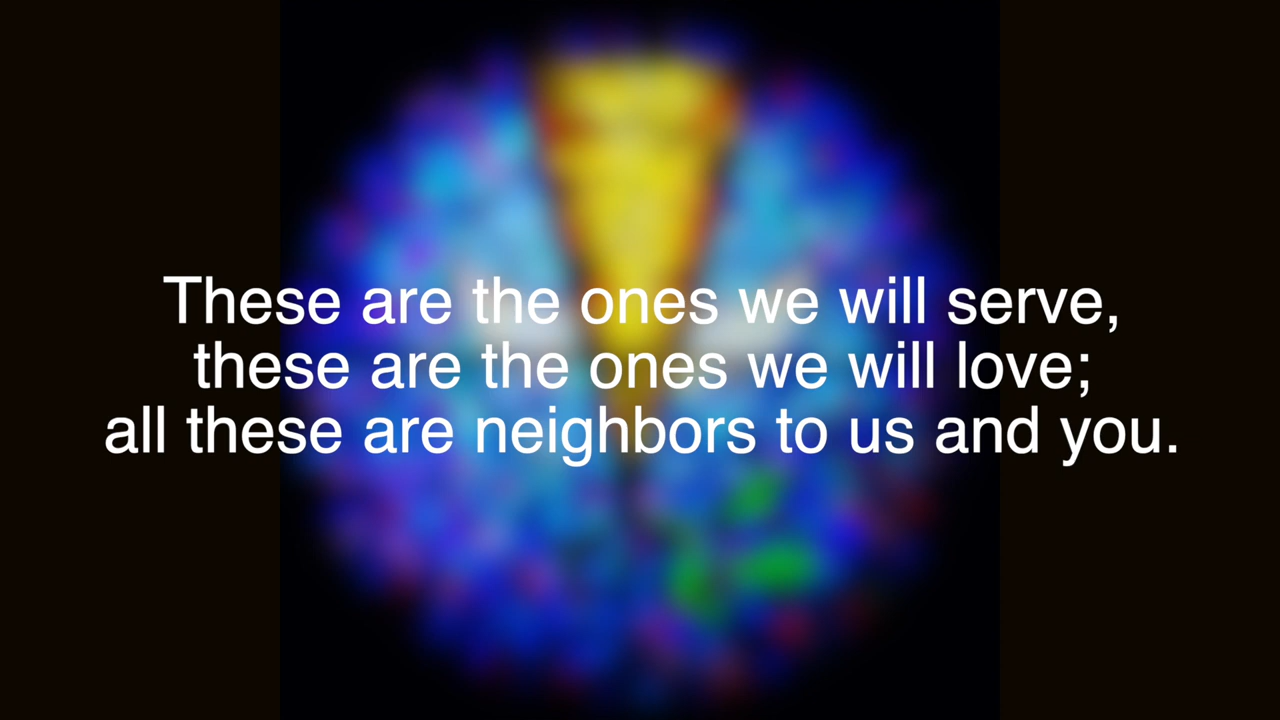 These are the ones we will serve,
these are the ones we will love;
all these are neighbors to us and you.